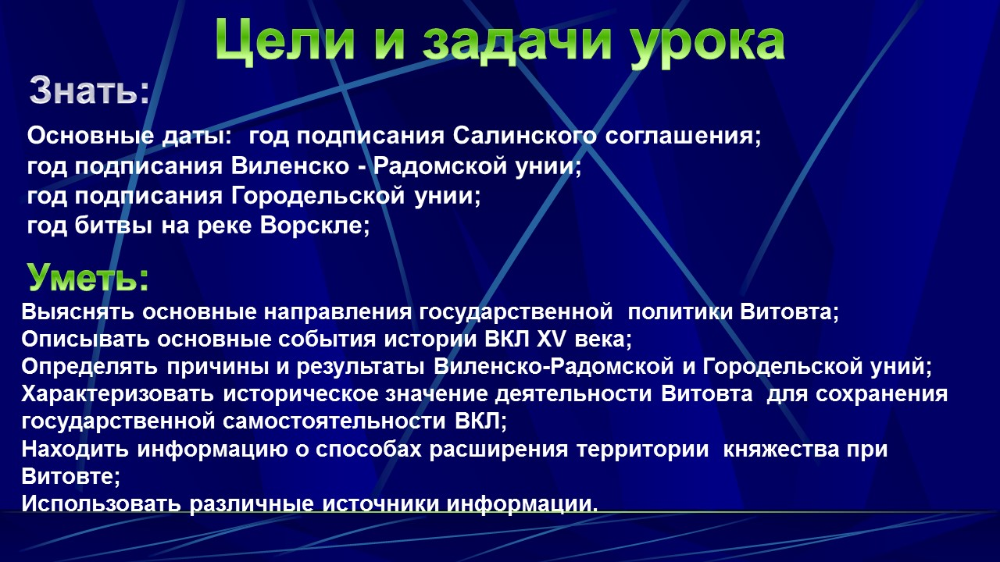 Цели и задачи урока
Знать:
Основные даты:  год подписания Салинского соглашения;
год подписания Виленско - Радомской унии;
год подписания Городельской унии;
год битвы на реке Ворскле;
Уметь:
Выяснять основные направления государственной  политики Витовта;
Описывать основные события истории ВКЛ XV века;
Определять причины и результаты Виленско-Радомской и Городельской уний;
Характеризовать историческое значение деятельности Витовта  для сохранения
государственной самостоятельности ВКЛ;
Находить информацию о способах расширения территории  княжества при
Витовте;
Использовать различные источники информации.